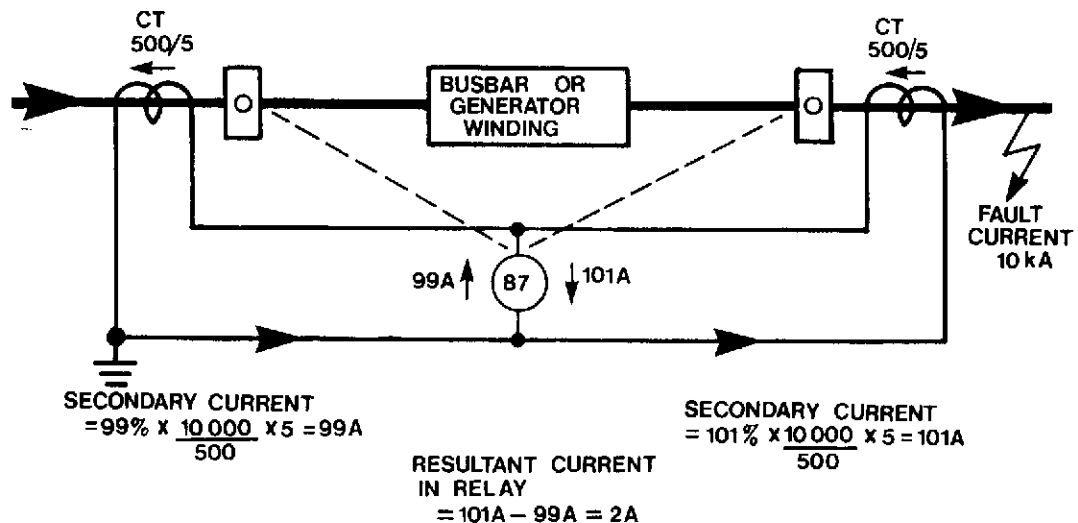 CT
500/5
CT
500/5
BUSBAR OR
GENERATOR
WINDING
FAULT
CURRENT
10 kA
99A
87
101A
SECONDARY CURRENT
= 99% X 10 000 X 5 = 99A
500
SECONDARY CURRENT
= 101% X 10 000 X 5 = 101A
500
RESULTANT CURRENT
IN RELAY
= 101A – 99A = 2A